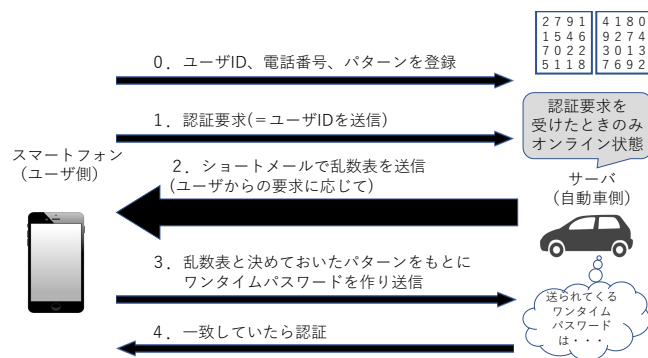 2 7 9 1
1 5 4 6
7 0 2 2
5 1 1 8
4 1 8 0
9 2 7 4
3 0 1 3
7 6 9 2
0．ユーザID、電話番号、パターンを登録
認証要求を
受けたときのみ
オンライン状態
1．認証要求(＝ユーザIDを送信)
スマートフォン
（ユーザ側）
2．ショートメールで乱数表を送信
(ユーザからの要求に応じて)
サーバ
(自動車側)
3．乱数表と決めておいたパターンをもとに
ワンタイムパスワードを作り送信
送られてくる
ワンタイム
パスワード
は・・・
4．一致していたら認証